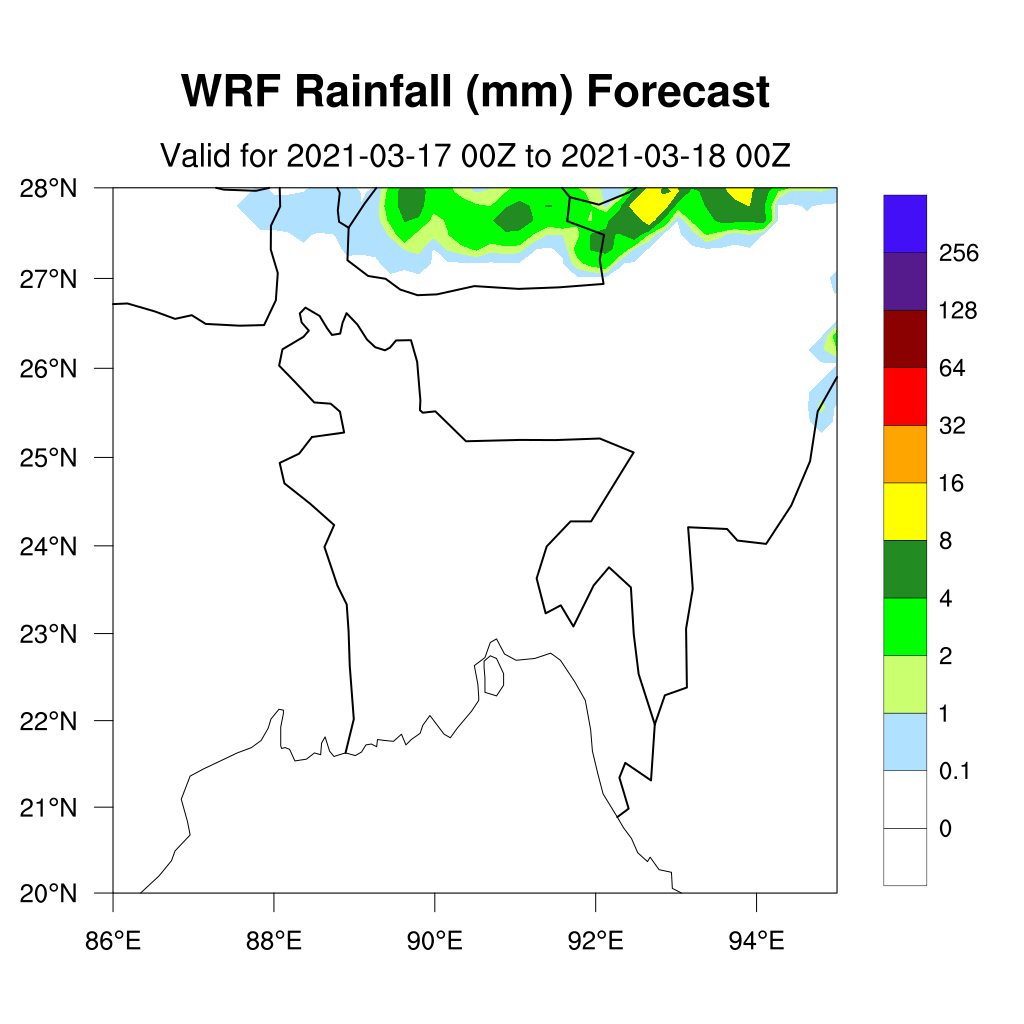 WRF Rainfall (mm) Forecast
Valid for 2021-03-17 00Z to 2021-03-18 00Z
28°N
27°N
26°N
25°N
24°N
23°N
22°N
21°N
20°N
86°E 88°E 90°E 92°E 94°E
256
128
64
32
16
8
4
2
1
0.1
0